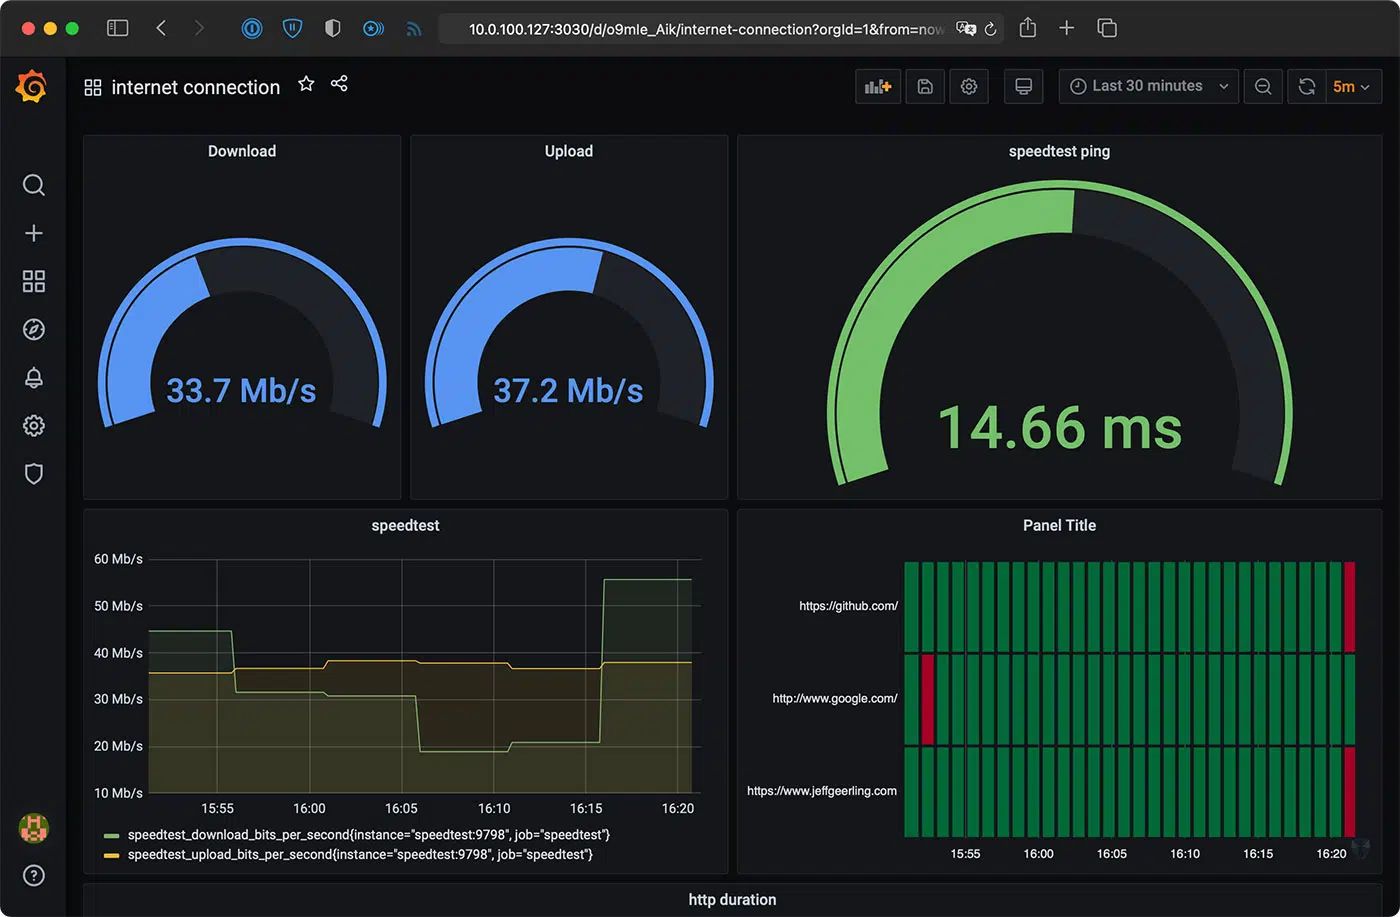 10.0.100.127:3030/d/o9mle_Aik/internet-connection?orgId=1&from=now
internet connection
Last 30 minutes
5m
Download
Upload
speedtest ping
33.7 Mb/s
37.2 Mb/s
14.66 ms
speedtest
60 Mb/s
50 Mb/s
40 Mb/s
30 Mb/s
20 Mb/s
10 Mb/s
15:55 16:00 16:05 16:10 16:15 16:20
speedtest_download_bits_per_second{instance="speedtest:9798", job="speedtest"}
speedtest_upload_bits_per_second{instance="speedtest:9798", job="speedtest"}
Panel Title
https://github.com/
http://www.google.com/
https://www.jeffgeerling.com
15:55 16:00 16:05 16:10 16:15 16:20
http duration